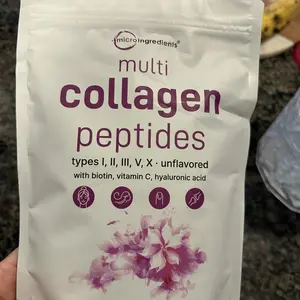 microingredients®
multi
collagen
peptides
types I, II, III, V, X · unflavored
with biotin, vitamin C, hyaluronic acid